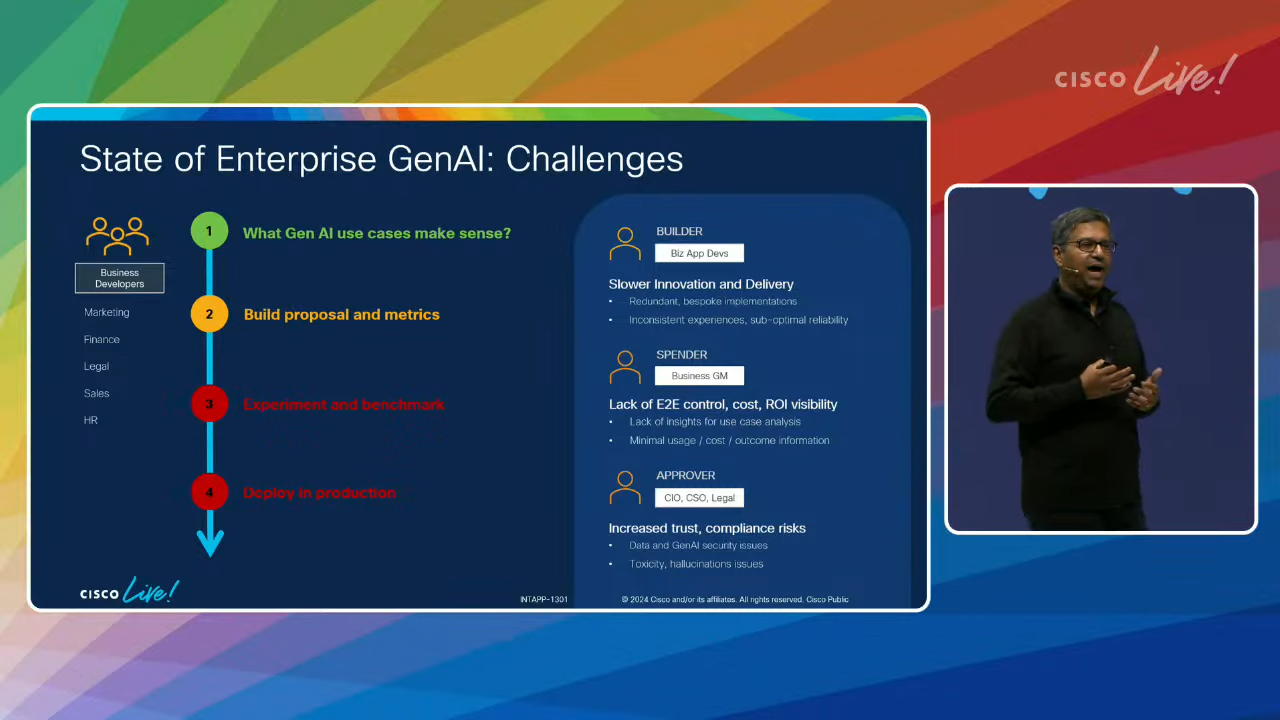 CISCO Live!
State of Enterprise GenAI: Challenges
Business
Developers
Marketing
Finance
Legal
Sales
HR
1
What Gen AI use cases make sense?
2
Build proposal and metrics
3
Experiment and benchmark
4
Deploy in production
BUILDER
Biz App Devs
Slower Innovation and Delivery
• Redundant, bespoke implementations
• Inconsistent experiences, sub-optimal reliability
SPENDER
Business GM
Lack of E2E control, cost, ROI visibility
• Lack of insights for use case analysis
• Minimal usage / cost / outcome information
APPROVER
CIO, CSO, Legal
Increased trust, compliance risks
• Data and GenAI security issues
• Toxicity, hallucinations issues
CISCO Live!
INTAPP-1301
© 2024 Cisco and/or its affiliates. All rights reserved. Cisco Public